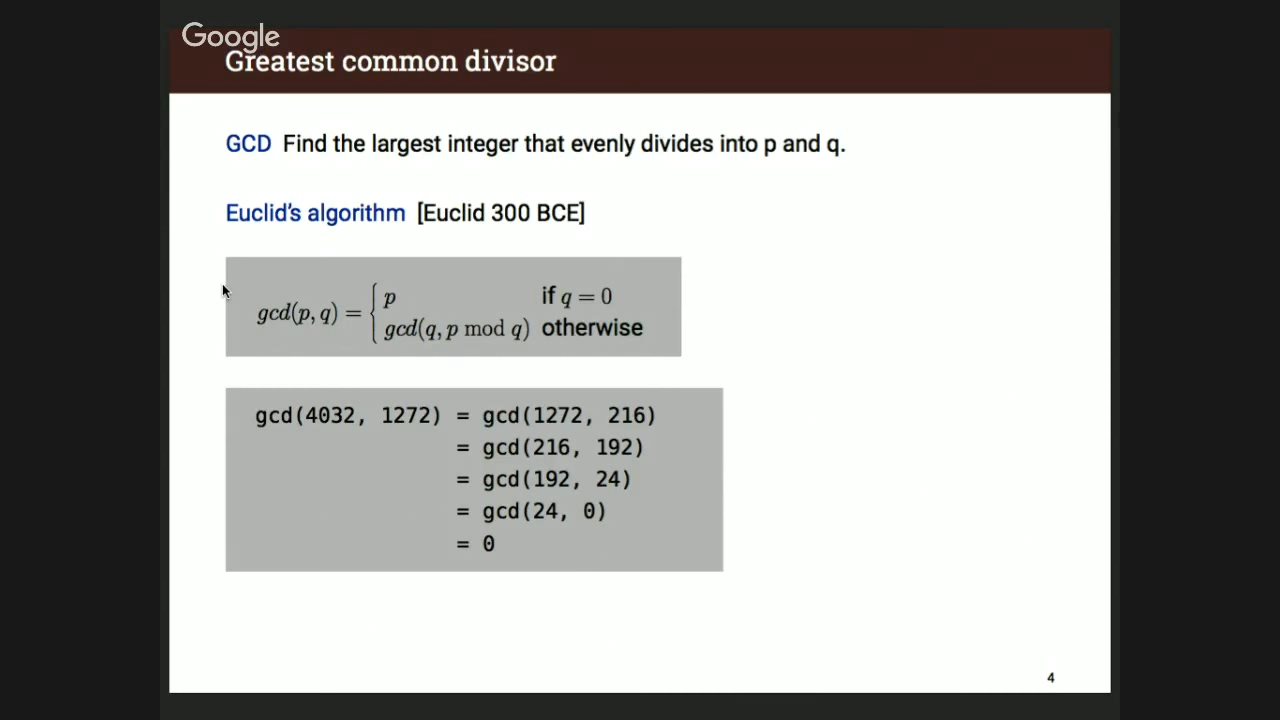 Google
Greatest common divisor
GCD Find the largest integer that evenly divides into p and q.
Euclid's algorithm [Euclid 300 BCE]
gcd(p, q) = { p if q = 0
gcd(q, p mod q) otherwise
gcd(4032, 1272) = gcd(1272, 216)
= gcd(216, 192)
= gcd(192, 24)
= gcd(24, 0)
= 0
4